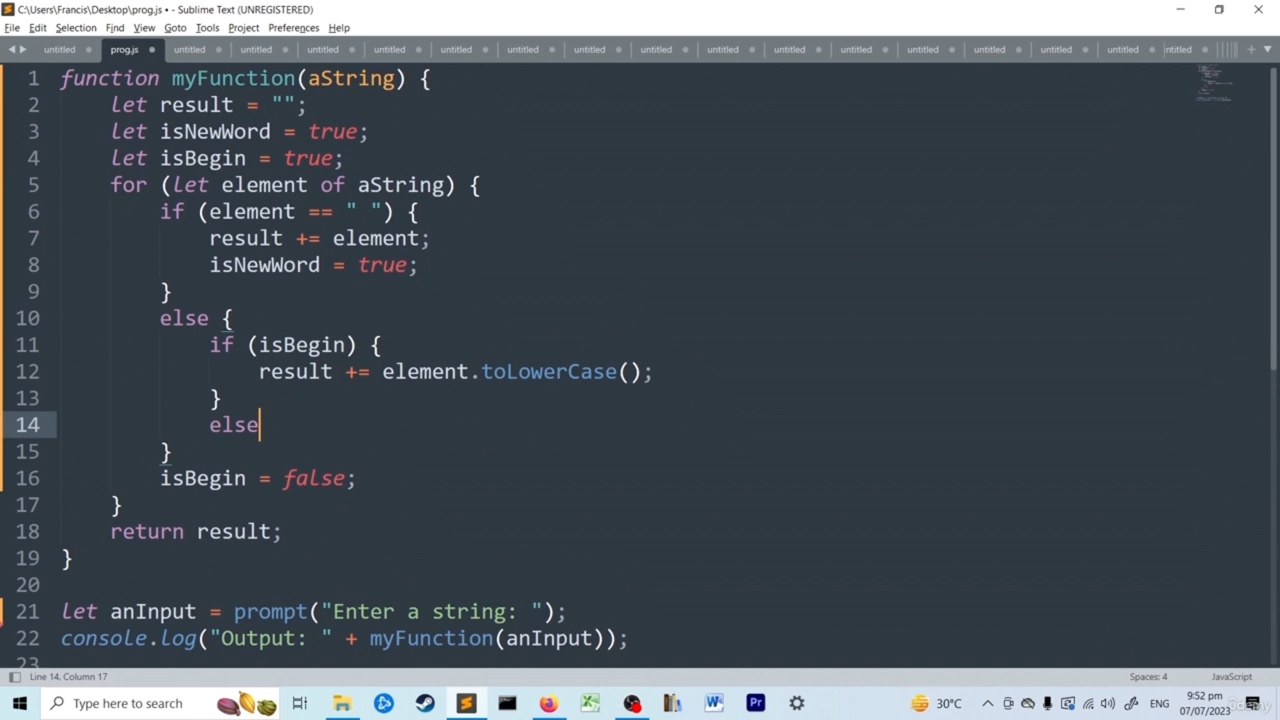 C:\Users\Francis\Desktop\prog.js • - Sublime Text (UNREGISTERED)
File Edit Selection Find View Goto Tools Project Preferences Help
untitled prog.js untitled untitled untitled untitled untitled untitled untitled untitled untitled untitled untitled untitled untitled untitled untitled untitled
1 function myFunction(aString) {
2 let result = "";
3 let isNewWord = true;
4 let isBegin = true;
5 for (let element of aString) {
6 if (element == " ") {
7 result += element;
8 isNewWord = true;
9 }
10 else {
11 if (isBegin) {
12 result += element.toLowerCase();
13 }
14 else
15 }
16 isBegin = false;
17 }
18 return result;
19 }
20
21 let anInput = prompt("Enter a string: ");
22 console.log("Output: " + myFunction(anInput));
23
Line 14, Column 17 Spaces: 4 JavaScript
Type here to search 30°C ENG 9:52 pm
07/07/2023
udemy